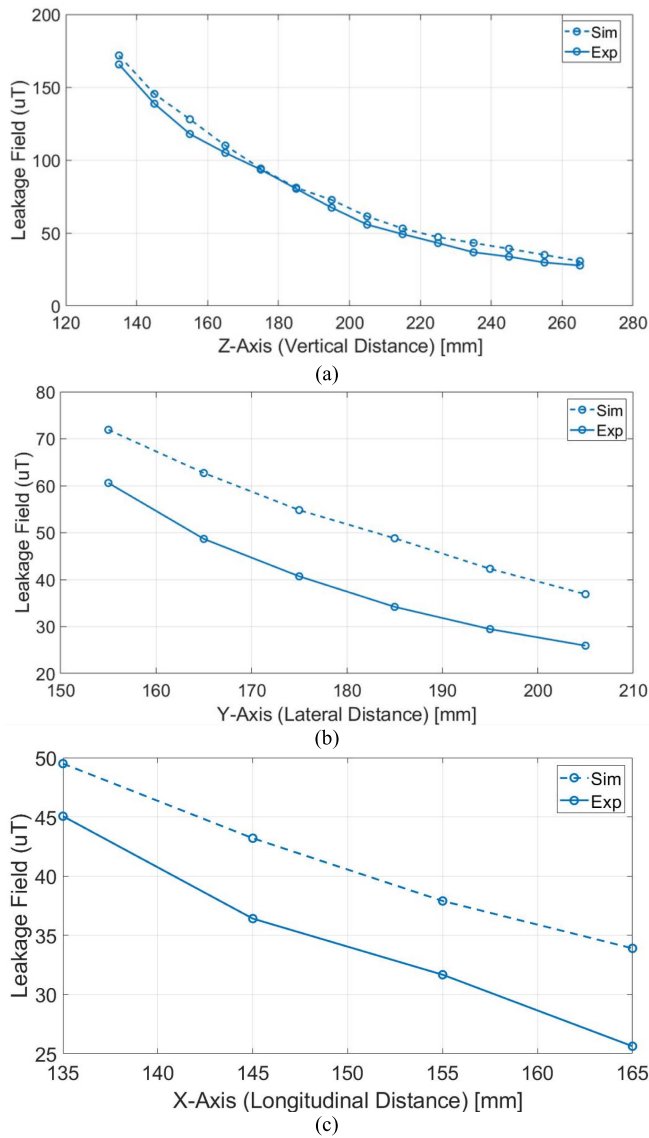 200
150
100
50
0
Leakage Field (uT)
Sim
Exp
120 140 160 180 200 220 240 260 280
Z-Axis (Vertical Distance) [mm]
(a)
80
70
60
50
40
30
20
Leakage Field (uT)
Sim
Exp
150 160 170 180 190 200 210
Y-Axis (Lateral Distance) [mm]
(b)
50
45
40
35
30
25
Leakage Field (uT)
Sim
Exp
135 140 145 150 155 160 165
X-Axis (Longitudinal Distance) [mm]
(c)